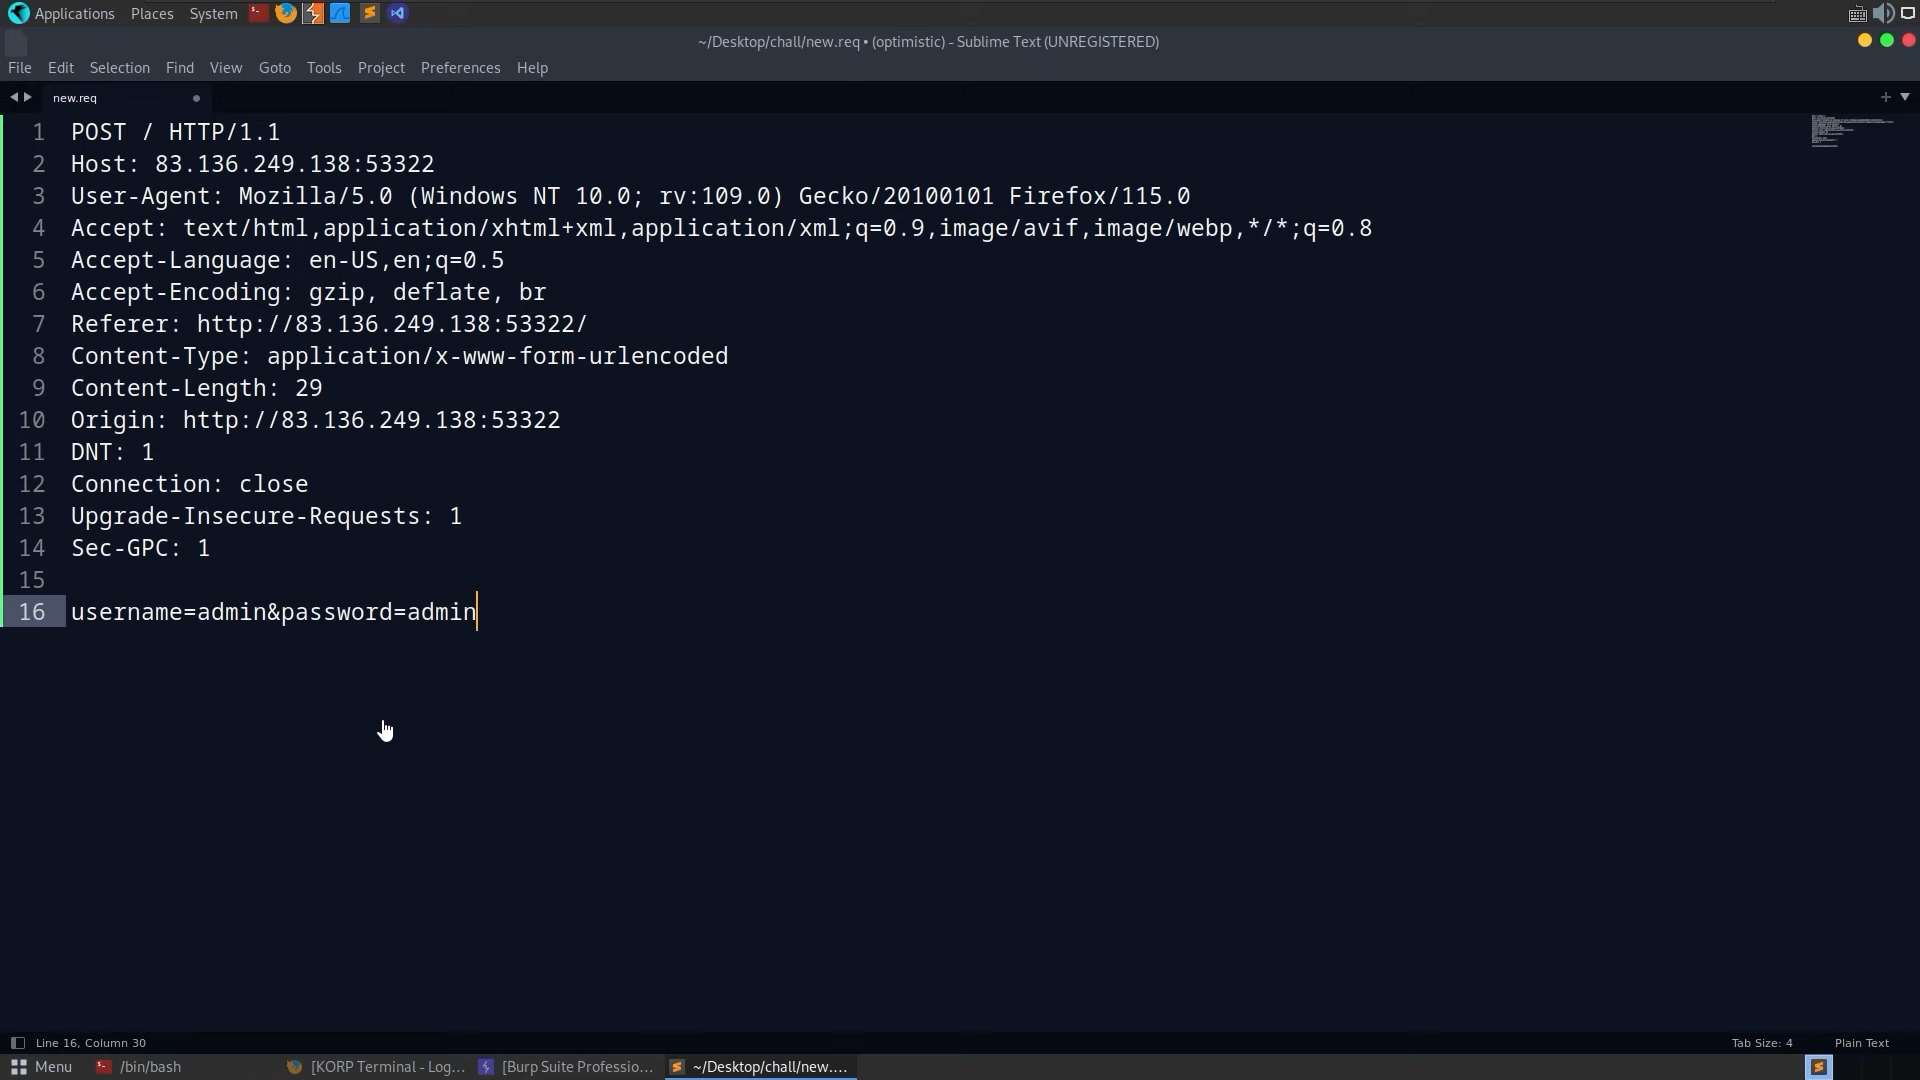 Applications Places System
~/Desktop/chall/new.req • (optimistic) - Sublime Text (UNREGISTERED)
File Edit Selection Find View Goto Tools Project Preferences Help
new.req
1 POST / HTTP/1.1
2 Host: 83.136.249.138:53322
3 User-Agent: Mozilla/5.0 (Windows NT 10.0; rv:109.0) Gecko/20100101 Firefox/115.0
4 Accept: text/html,application/xhtml+xml,application/xml;q=0.9,image/avif,image/webp,*/*;q=0.8
5 Accept-Language: en-US,en;q=0.5
6 Accept-Encoding: gzip, deflate, br
7 Referer: http://83.136.249.138:53322/
8 Content-Type: application/x-www-form-urlencoded
9 Content-Length: 29
10 Origin: http://83.136.249.138:53322
11 DNT: 1
12 Connection: close
13 Upgrade-Insecure-Requests: 1
14 Sec-GPC: 1
15
16 username=admin&password=admin
Line 16, Column 30 Tab Size: 4 Plain Text
Menu /bin/bash [KORP Terminal - Log... [Burp Suite Professio... ~/Desktop/chall/new....